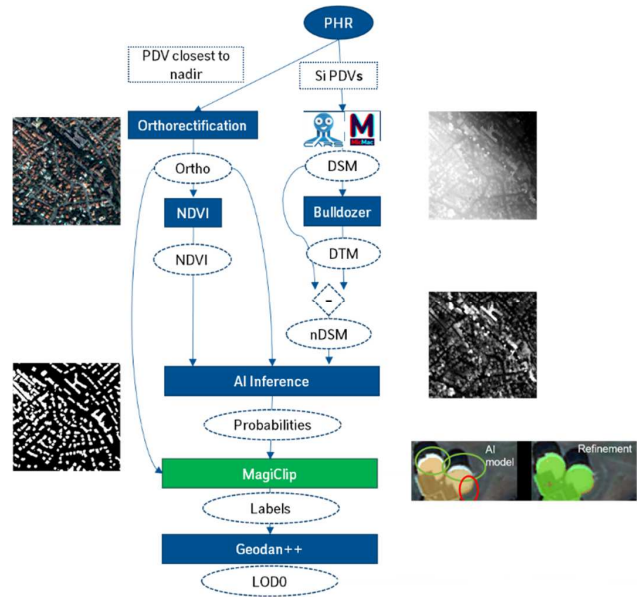 PHR
PDV closest to
nadir
Si PDVs
Orthorectification
M
MicMac
Ortho
DSM
NDVI
Bulldozer
NDVI
DTM
-
nDSM
AI Inference
Probabilities
AI
model
Refinement
MagiClip
Labels
Geodan++
LOD0